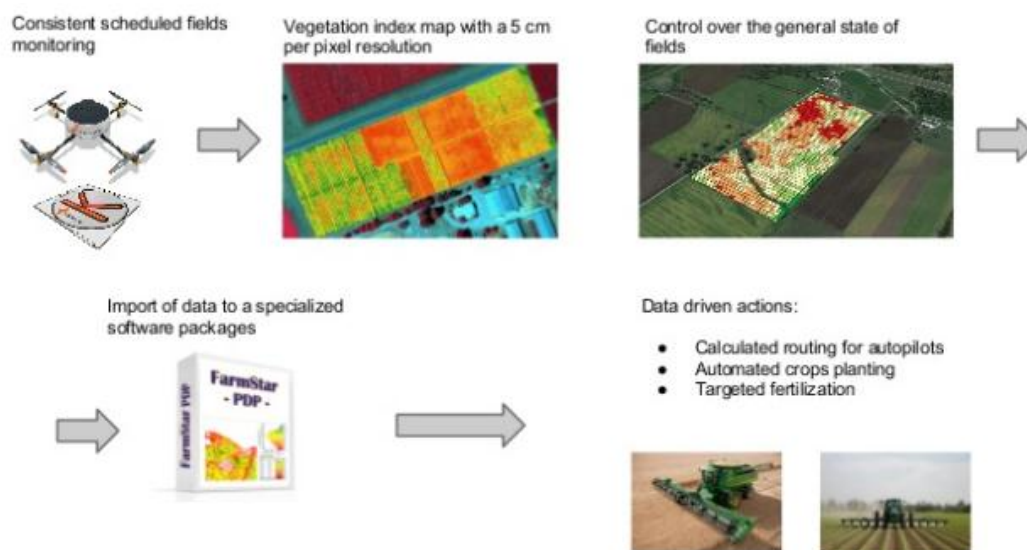 Consistent scheduled fields
monitoring
Vegetation index map with a 5 cm
per pixel resolution
Control over the general state of
fields
Import of data to a specialized
software packages
FarmStar
- PDP -
FarmStar PDP
Data driven actions:
● Calculated routing for autopilots
● Automated crops planting
● Targeted fertilization